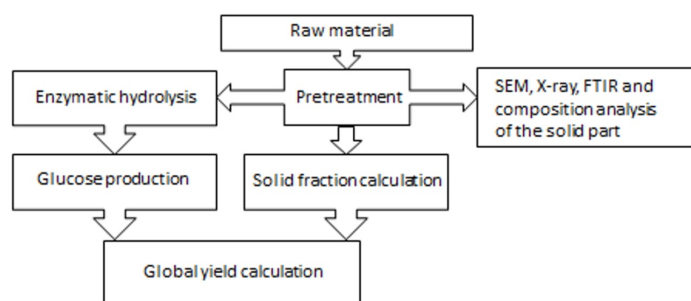 Raw material
Enzymatic hydrolysis
Pretreatment
SEM, X-ray, FTIR and
composition analysis
of the solid part
Glucose production
Solid fraction calculation
Global yield calculation